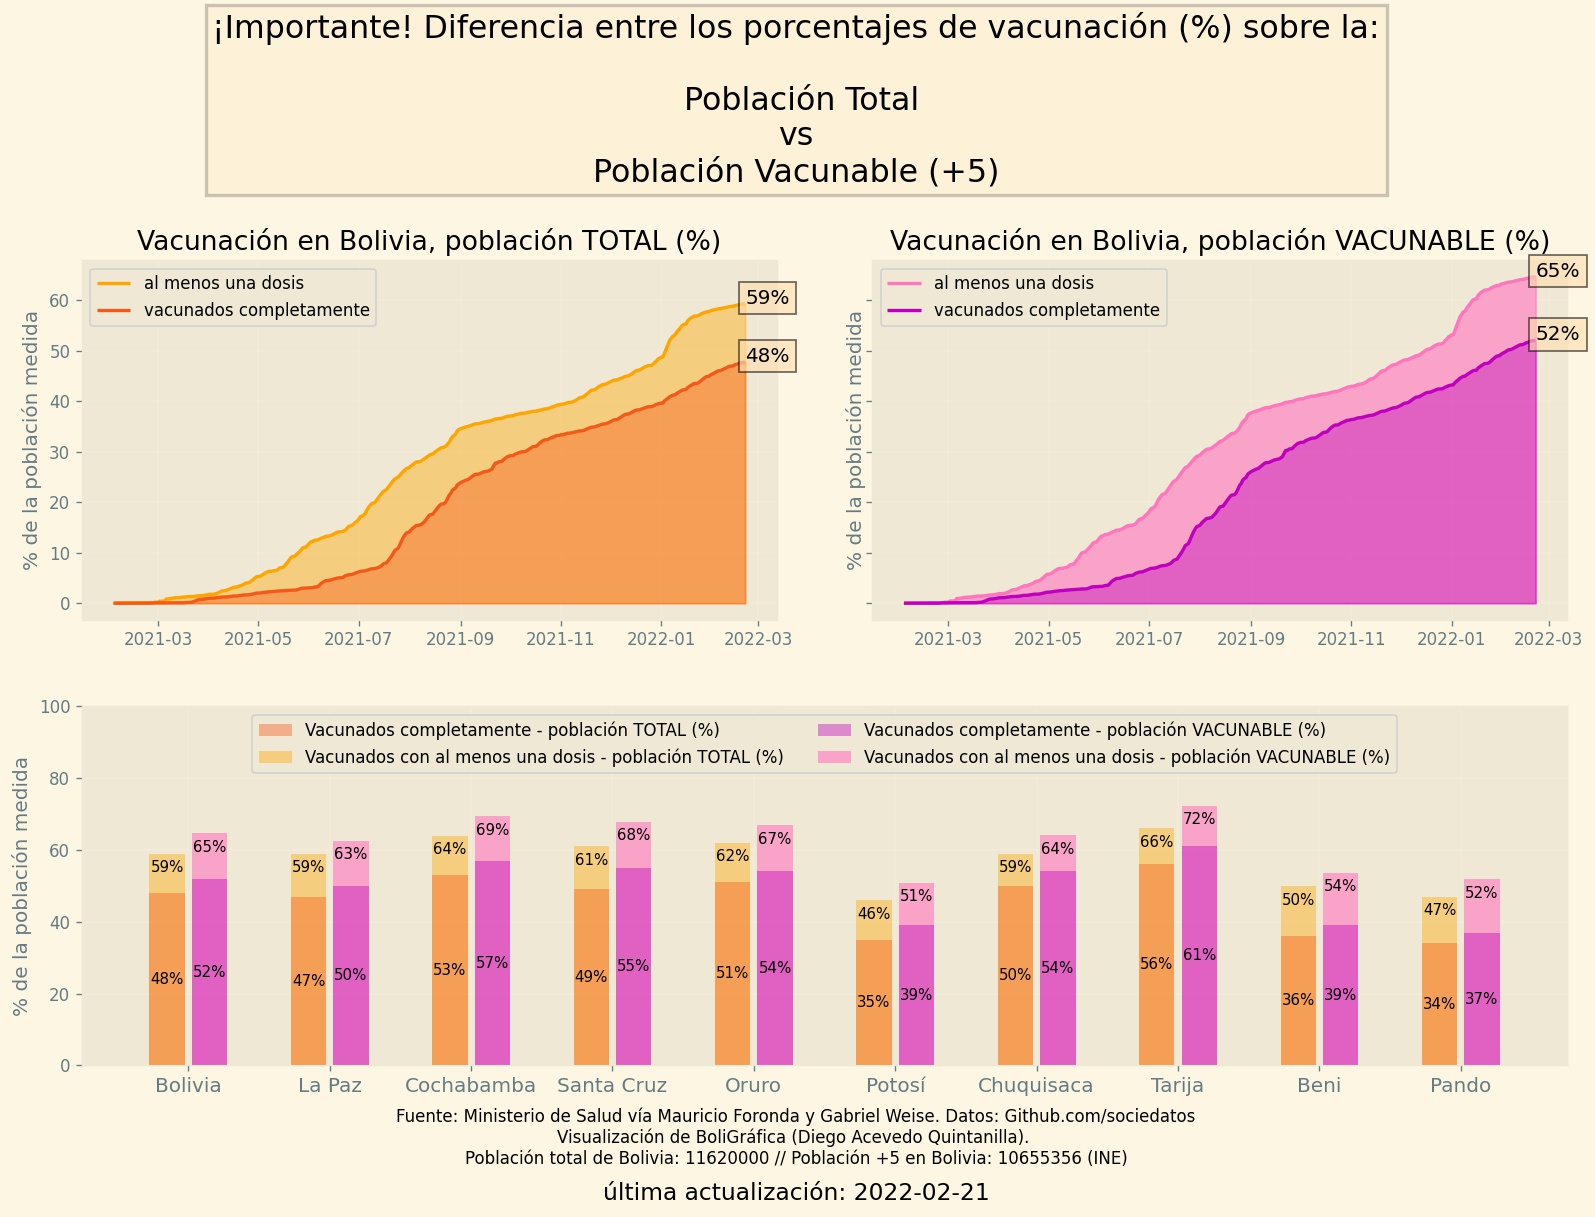 ¡Importante! Diferencia entre los porcentajes de vacunación (%) sobre la:
Población Total
vs
Población Vacunable (+5)
Vacunación en Bolivia, población TOTAL (%)
al menos una dosis
vacunados completamente
59%
48%
% de la población medida
60
50
40
30
20
10
0
2021-03 2021-05 2021-07 2021-09 2021-11 2022-01 2022-03
Vacunación en Bolivia, población VACUNABLE (%)
al menos una dosis
vacunados completamente
65%
52%
% de la población medida
2021-03 2021-05 2021-07 2021-09 2021-11 2022-01 2022-03
Vacunados completamente - población TOTAL (%)
Vacunados con al menos una dosis - población TOTAL (%)
Vacunados completamente - población VACUNABLE (%)
Vacunados con al menos una dosis - población VACUNABLE (%)
% de la población medida
100
80
60
40
20
0
59% 65% 59% 63% 64% 69% 61% 68% 62% 67% 46% 51% 59% 64% 66% 72% 50% 54% 47% 52%
48% 52% 47% 50% 53% 57% 49% 55% 51% 54% 35% 39% 50% 54% 56% 61% 36% 39% 34% 37%
Bolivia La Paz Cochabamba Santa Cruz Oruro Potosí Chuquisaca Tarija Beni Pando
Fuente: Ministerio de Salud vía Mauricio Foronda y Gabriel Weise. Datos: Github.com/sociedatos
Visualización de BoliGráfica (Diego Acevedo Quintanilla).
Población total de Bolivia: 11620000 // Población +5 en Bolivia: 10655356 (INE)
última actualización: 2022-02-21